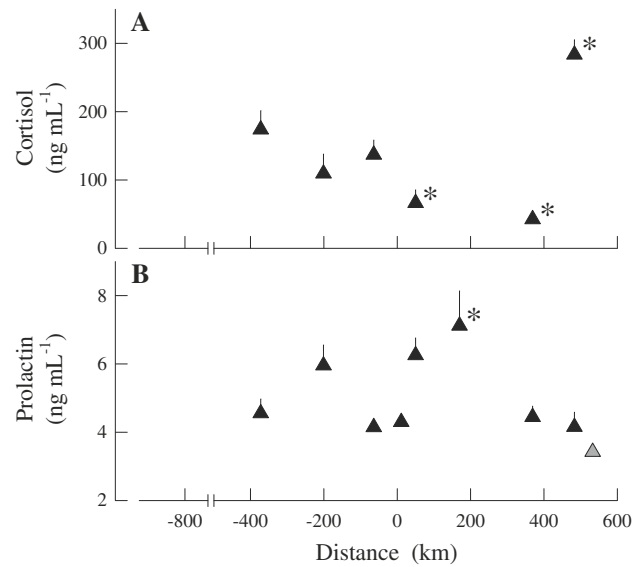 A
300
200
100
0
Cortisol
(ng mL⁻¹)
*
*
*
B
8
6
4
2
Prolactin
(ng mL⁻¹)
*
-800 -400 -200 0 200 400 600
Distance (km)